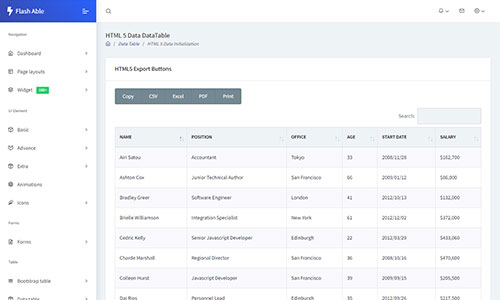 Flash Able
Navigation
Dashboard
Page layouts
Widget 100+
UI Element
Basic
Advance
Extra
Animations
Icons
Forms
Forms
Table
Bootstrap table
Datatable
HTML 5 Data DataTable
/ Data Table / HTML 5 Data Initialization
HTML5 Export Buttons
Copy CSV Excel PDF Print
Search:
NAME POSITION OFFICE AGE START DATE SALARY
Airi Satou Accountant Tokyo 33 2008/11/28 $162,700
Ashton Cox Junior Technical Author San Francisco 66 2009/01/12 $86,000
Bradley Greer Software Engineer London 41 2012/10/13 $132,000
Brielle Williamson Integration Specialist New York 61 2012/12/02 $372,000
Cedric Kelly Senior Javascript Developer Edinburgh 22 2012/03/29 $433,060
Charde Marshall Regional Director San Francisco 36 2008/10/16 $470,600
Colleen Hurst Javascript Developer San Francisco 39 2009/09/15 $205,500
Dai Rios Personnel Lead Edinburgh 35 2012/09/26 $217,500